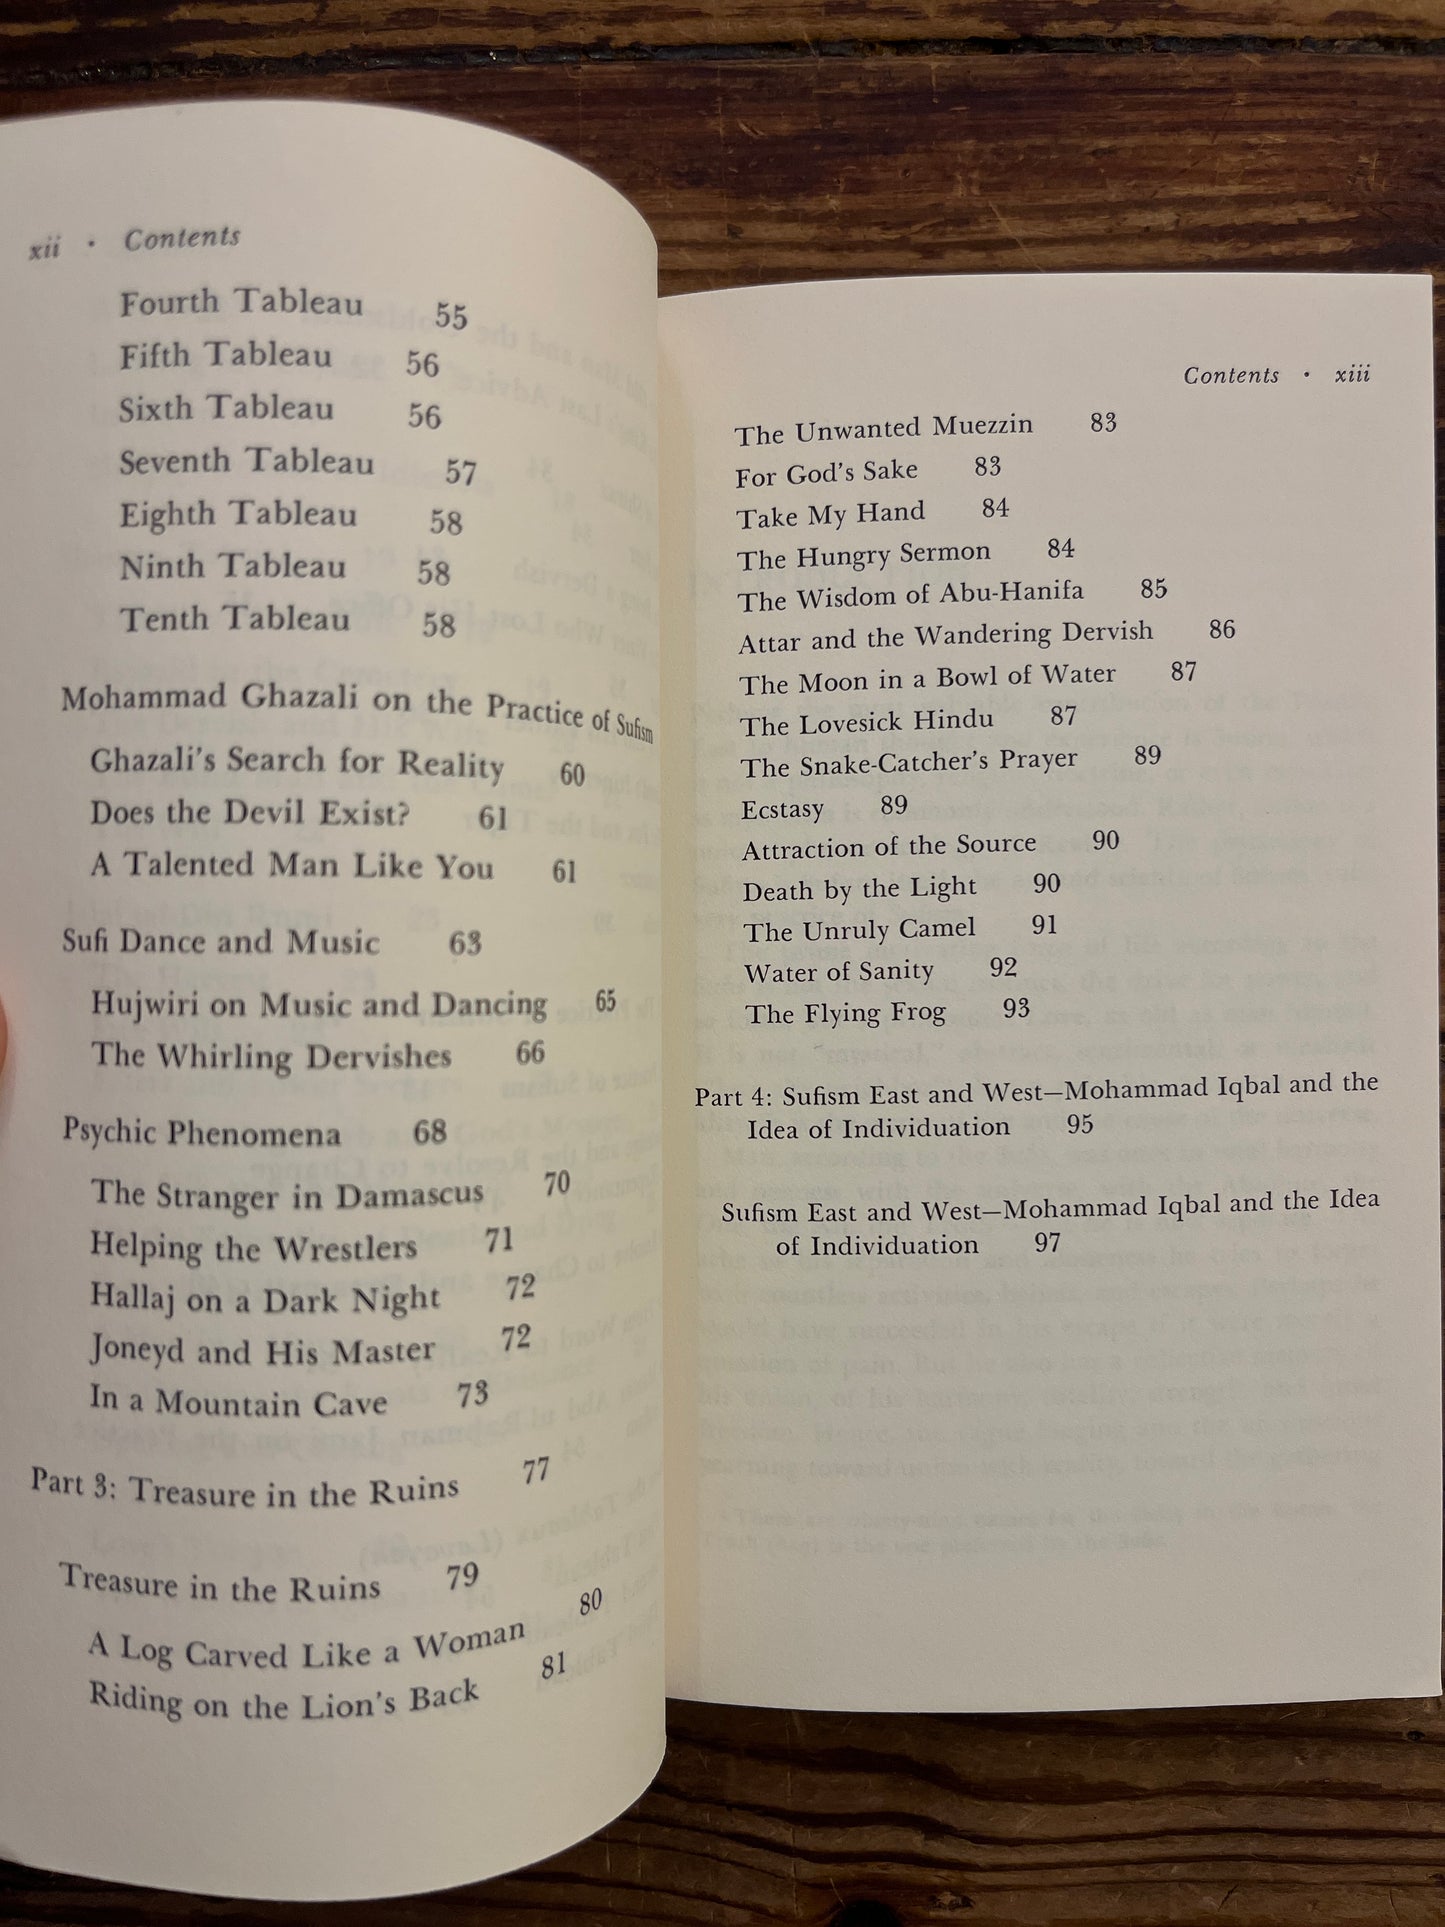 xii · Contents
Fourth Tableau 55
Fifth Tableau 56
Sixth Tableau 56
Seventh Tableau 57
Eighth Tableau 58
Ninth Tableau 58
Tenth Tableau 58
Mohammad Ghazali on the Practice of Sufism
Ghazali's Search for Reality 60
Does the Devil Exist? 61
A Talented Man Like You 61
Sufi Dance and Music 63
Hujwiri on Music and Dancing 65
The Whirling Dervishes 66
Psychic Phenomena 68
The Stranger in Damascus 70
Helping the Wrestlers 71
Hallaj on a Dark Night 72
Joneyd and His Master 72
In a Mountain Cave 73
Part 3: Treasure in the Ruins 77
Treasure in the Ruins 79
A Log Carved Like a Woman 80
Riding on the Lion's Back 81
Contents · xiii
The Unwanted Muezzin 83
For God's Sake 83
Take My Hand 84
The Hungry Sermon 84
The Wisdom of Abu-Hanifa 85
Attar and the Wandering Dervish 86
The Moon in a Bowl of Water 87
The Lovesick Hindu 87
The Snake-Catcher's Prayer 89
Ecstasy 89
Attraction of the Source 90
Death by the Light 90
The Unruly Camel 91
Water of Sanity 92
The Flying Frog 93
Part 4: Sufism East and West—Mohammad Iqbal and the
Idea of Individuation 95
Sufism East and West—Mohammad Iqbal and the Idea
of Individuation 97